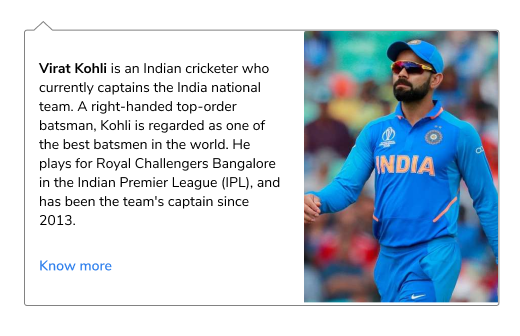 Virat Kohli is an Indian cricketer who
currently captains the India national
team. A right-handed top-order
batsman, Kohli is regarded as one of
the best batsmen in the world. He
plays for Royal Challengers Bangalore
in the Indian Premier League (IPL), and
has been the team's captain since
2013.
Know more
INDIA